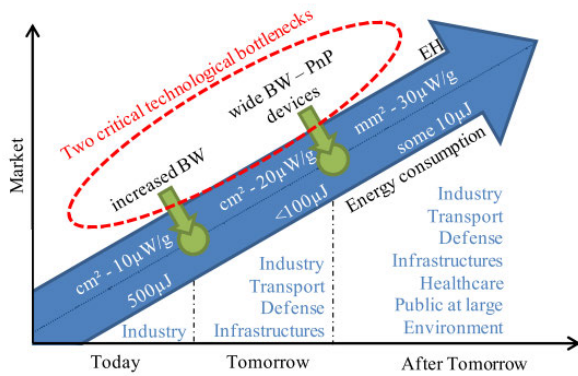 Two critical technological bottlenecks
EH
wide BW – PnP
devices
increased BW
mm² - 30µW/g
cm² - 20µW/g
cm² - 10µW/g
some 10µJ
<100µJ
500µJ
Energy consumption
Market
Industry
Industry
Transport
Defense
Infrastructures
Industry
Transport
Defense
Infrastructures
Healthcare
Public at large
Environment
Today
Tomorrow
After Tomorrow